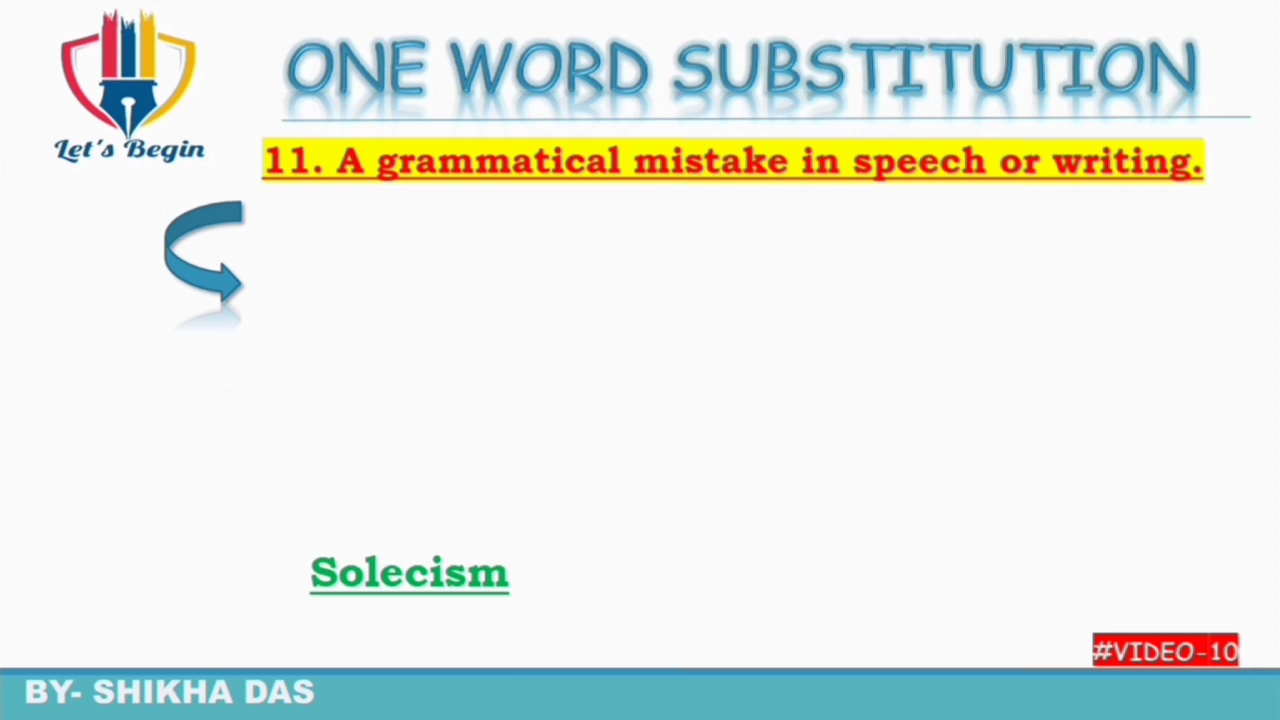 ONE WORD SUBSTITUTION
Let's Begin
11. A grammatical mistake in speech or writing.
Solecism
#VIDEO-10
BY- SHIKHA DAS